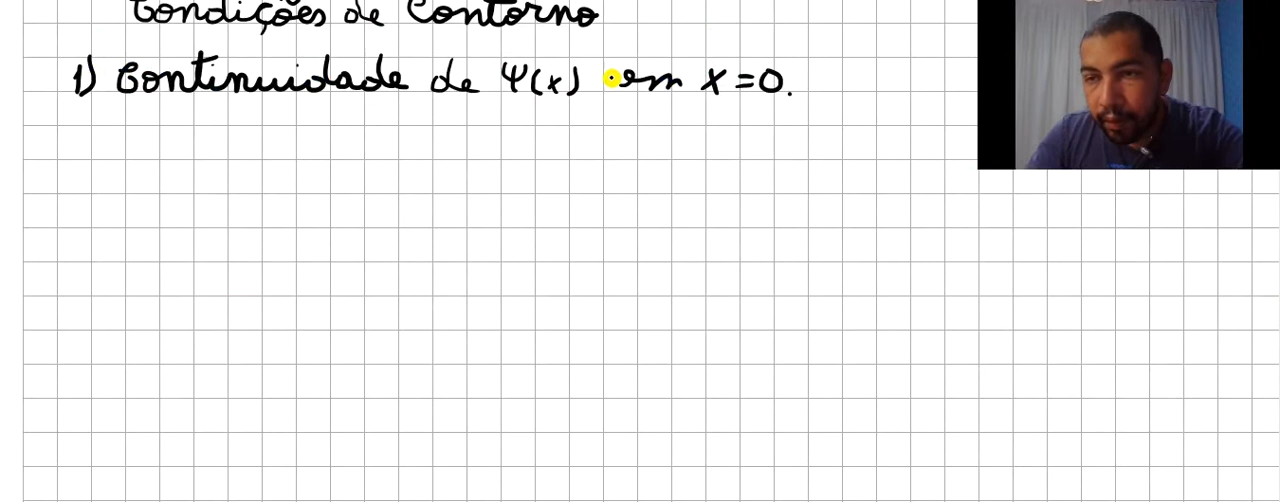 Condições de Contorno
1) Continuidade de Ψ(x) em x=0.